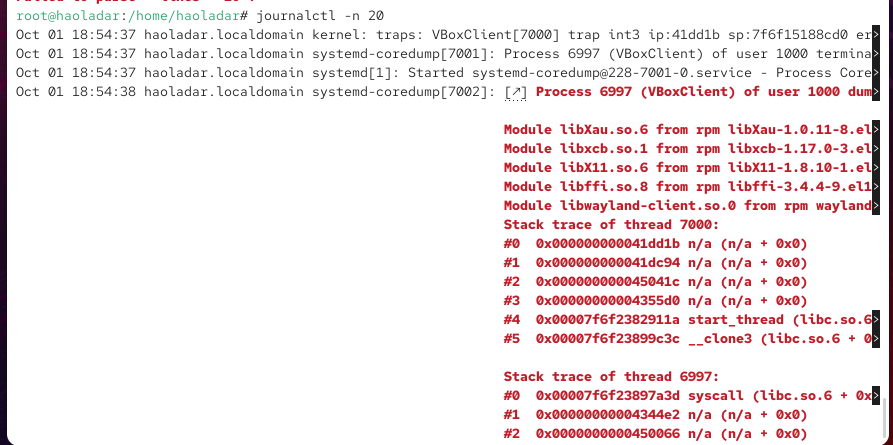 root@haoladar:/home/haoladar# journalctl -n 20
Oct 01 18:54:37 haoladar.localdomain kernel: traps: VBoxClient[7000] trap int3 ip:41dd1b sp:7f6f15188cd0 er>
Oct 01 18:54:37 haoladar.localdomain systemd-coredump[7001]: Process 6997 (VBoxClient) of user 1000 termina>
Oct 01 18:54:37 haoladar.localdomain systemd[1]: Started systemd-coredump@228-7001-0.service - Process Core>
Oct 01 18:54:38 haoladar.localdomain systemd-coredump[7002]: [↗] Process 6997 (VBoxClient) of user 1000 dum>
Module libXau.so.6 from rpm libXau-1.0.11-8.el>
Module libxcb.so.1 from rpm libxcb-1.17.0-3.el>
Module libX11.so.6 from rpm libX11-1.8.10-1.el>
Module libffi.so.8 from rpm libffi-3.4.4-9.el1>
Module libwayland-client.so.0 from rpm wayland>
Stack trace of thread 7000:
#0  0x000000000041dd1b n/a (n/a + 0x0)
#1  0x000000000041dc94 n/a (n/a + 0x0)
#2  0x000000000045041c n/a (n/a + 0x0)
#3  0x00000000004355d0 n/a (n/a + 0x0)
#4  0x00007f6f2382911a start_thread (libc.so.6>
#5  0x00007f6f23899c3c __clone3 (libc.so.6 + 0>
Stack trace of thread 6997:
#0  0x00007f6f23897a3d syscall (libc.so.6 + 0x>
#1  0x00000000004344e2 n/a (n/a + 0x0)
#2  0x0000000000450066 n/a (n/a + 0x0)